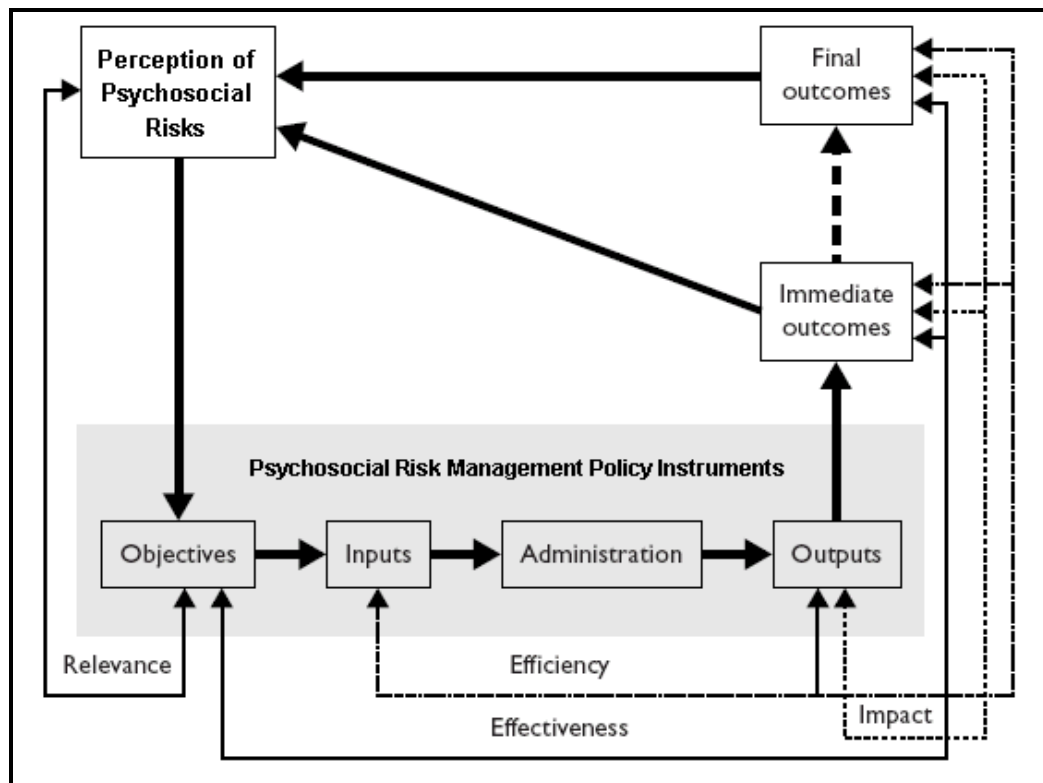 Perception of
Psychosocial
Risks
Final
outcomes
Immediate
outcomes
Psychosocial Risk Management Policy Instruments
Objectives
Inputs
Administration
Outputs
Relevance
Efficiency
Effectiveness
Impact